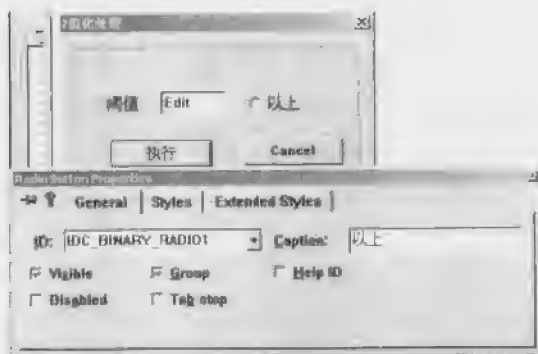 2值化处理
阈值 Edit 以上
执行 Cancel
Radio Button Properties
General Styles Extended Styles
ID: IDC_BINARY_RADIO1 Caption: 以上
Visible Group Help ID
Disabled Tab stop